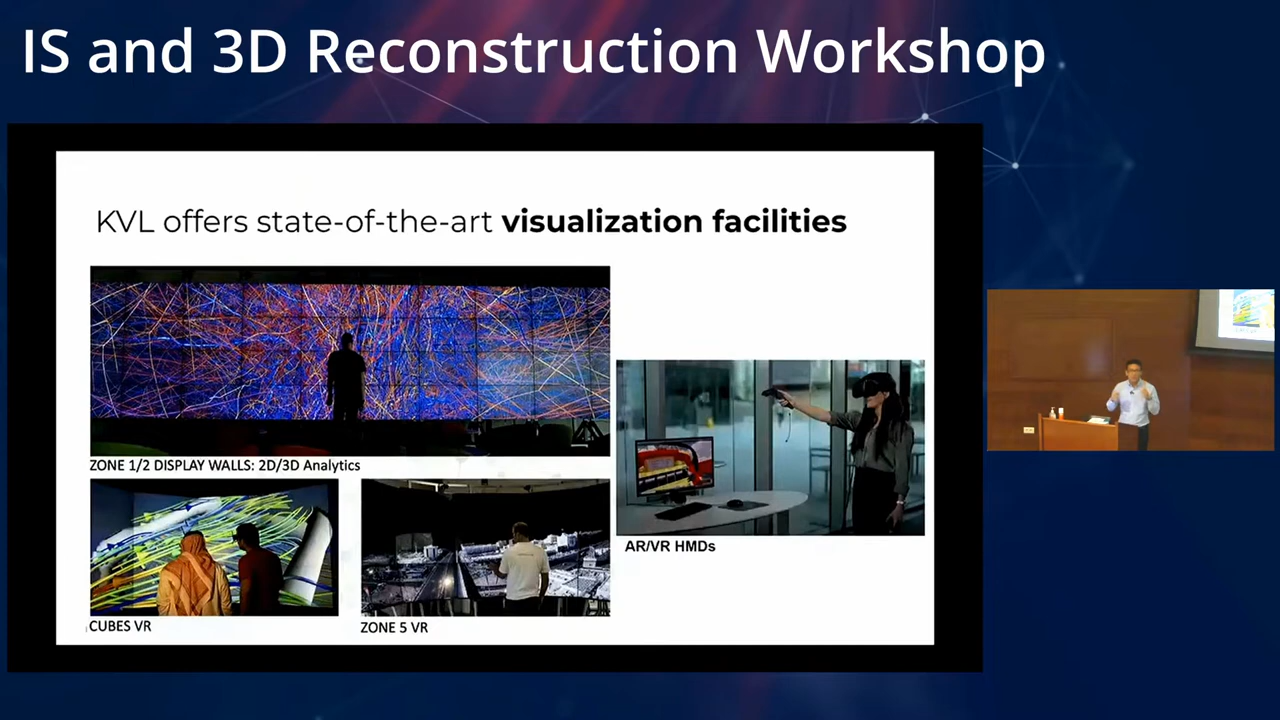 IS and 3D Reconstruction Workshop
KVL offers state-of-the-art visualization facilities
ZONE 1/2 DISPLAY WALLS: 2D/3D Analytics
AR/VR HMDs
CUBES VR
ZONE 5 VR